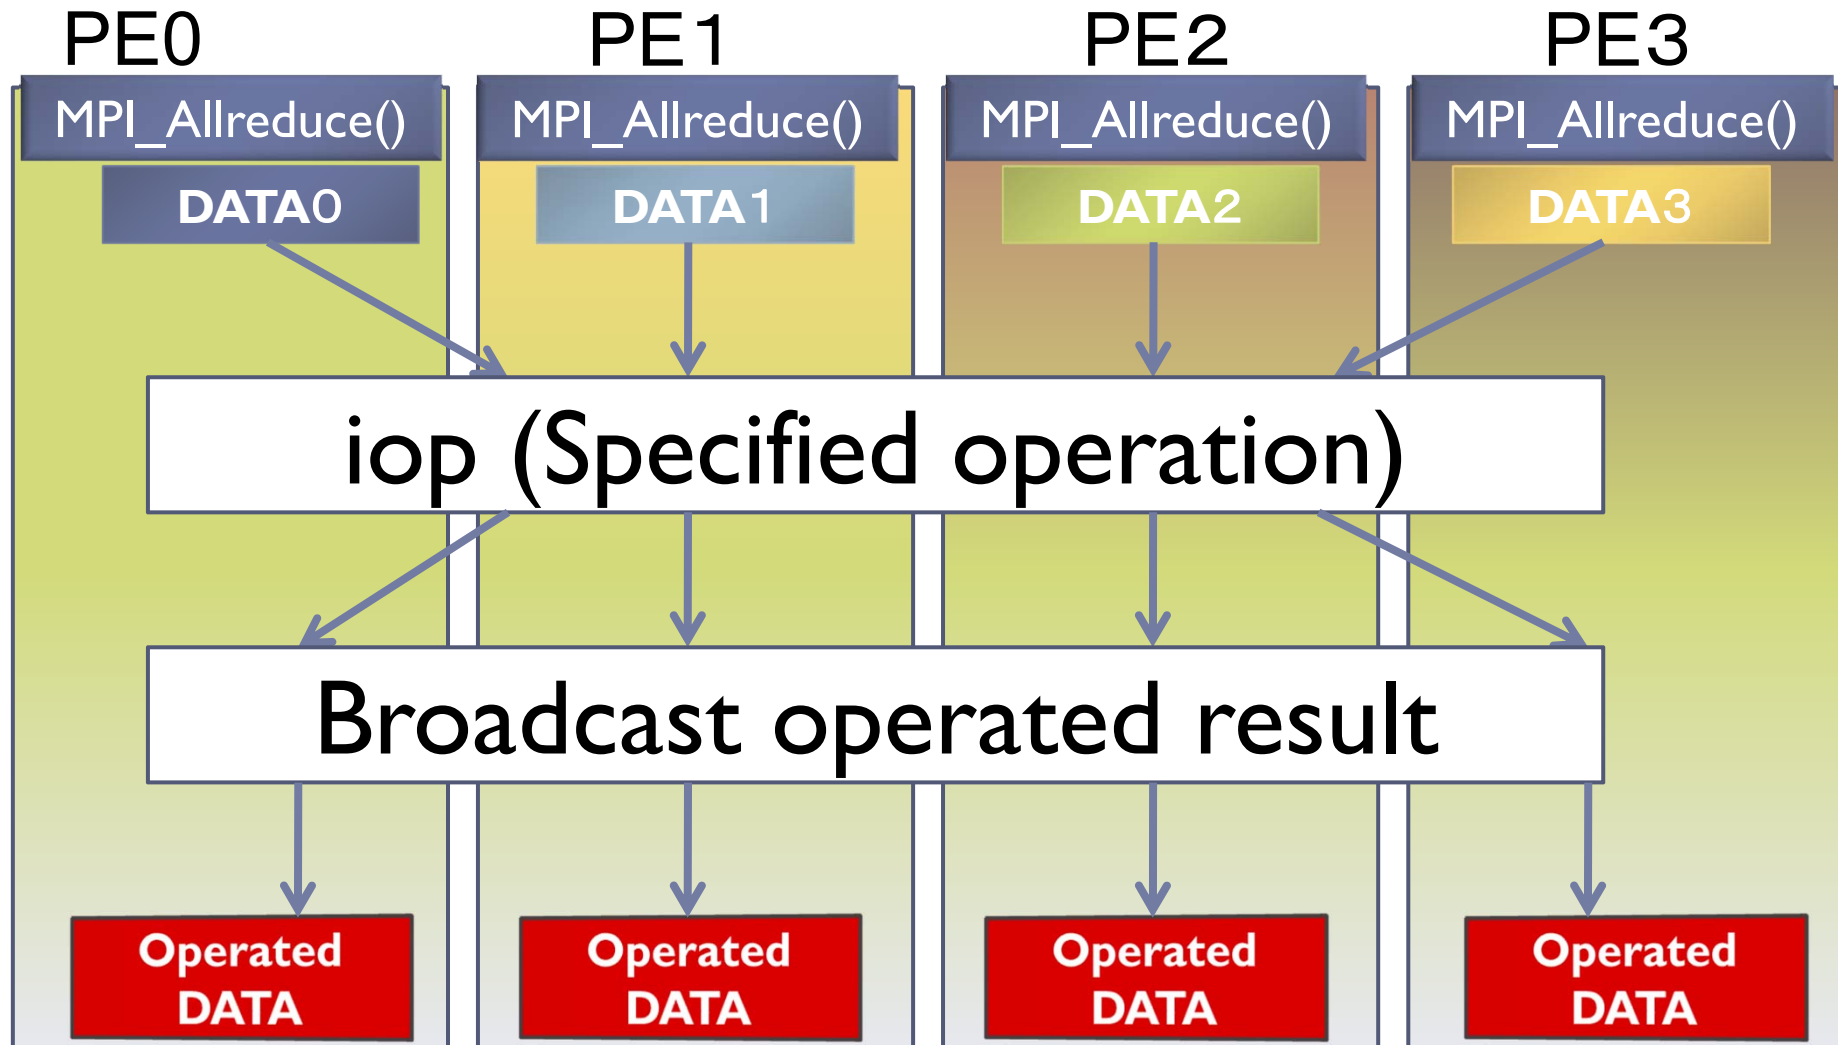 PE0 PE1 PE2 PE3
MPI_Allreduce() MPI_Allreduce() MPI_Allreduce() MPI_Allreduce()
DATA0 DATA1 DATA2 DATA3
iop (Specified operation)
Broadcast operated result
Operated Operated Operated Operated
DATA DATA DATA DATA